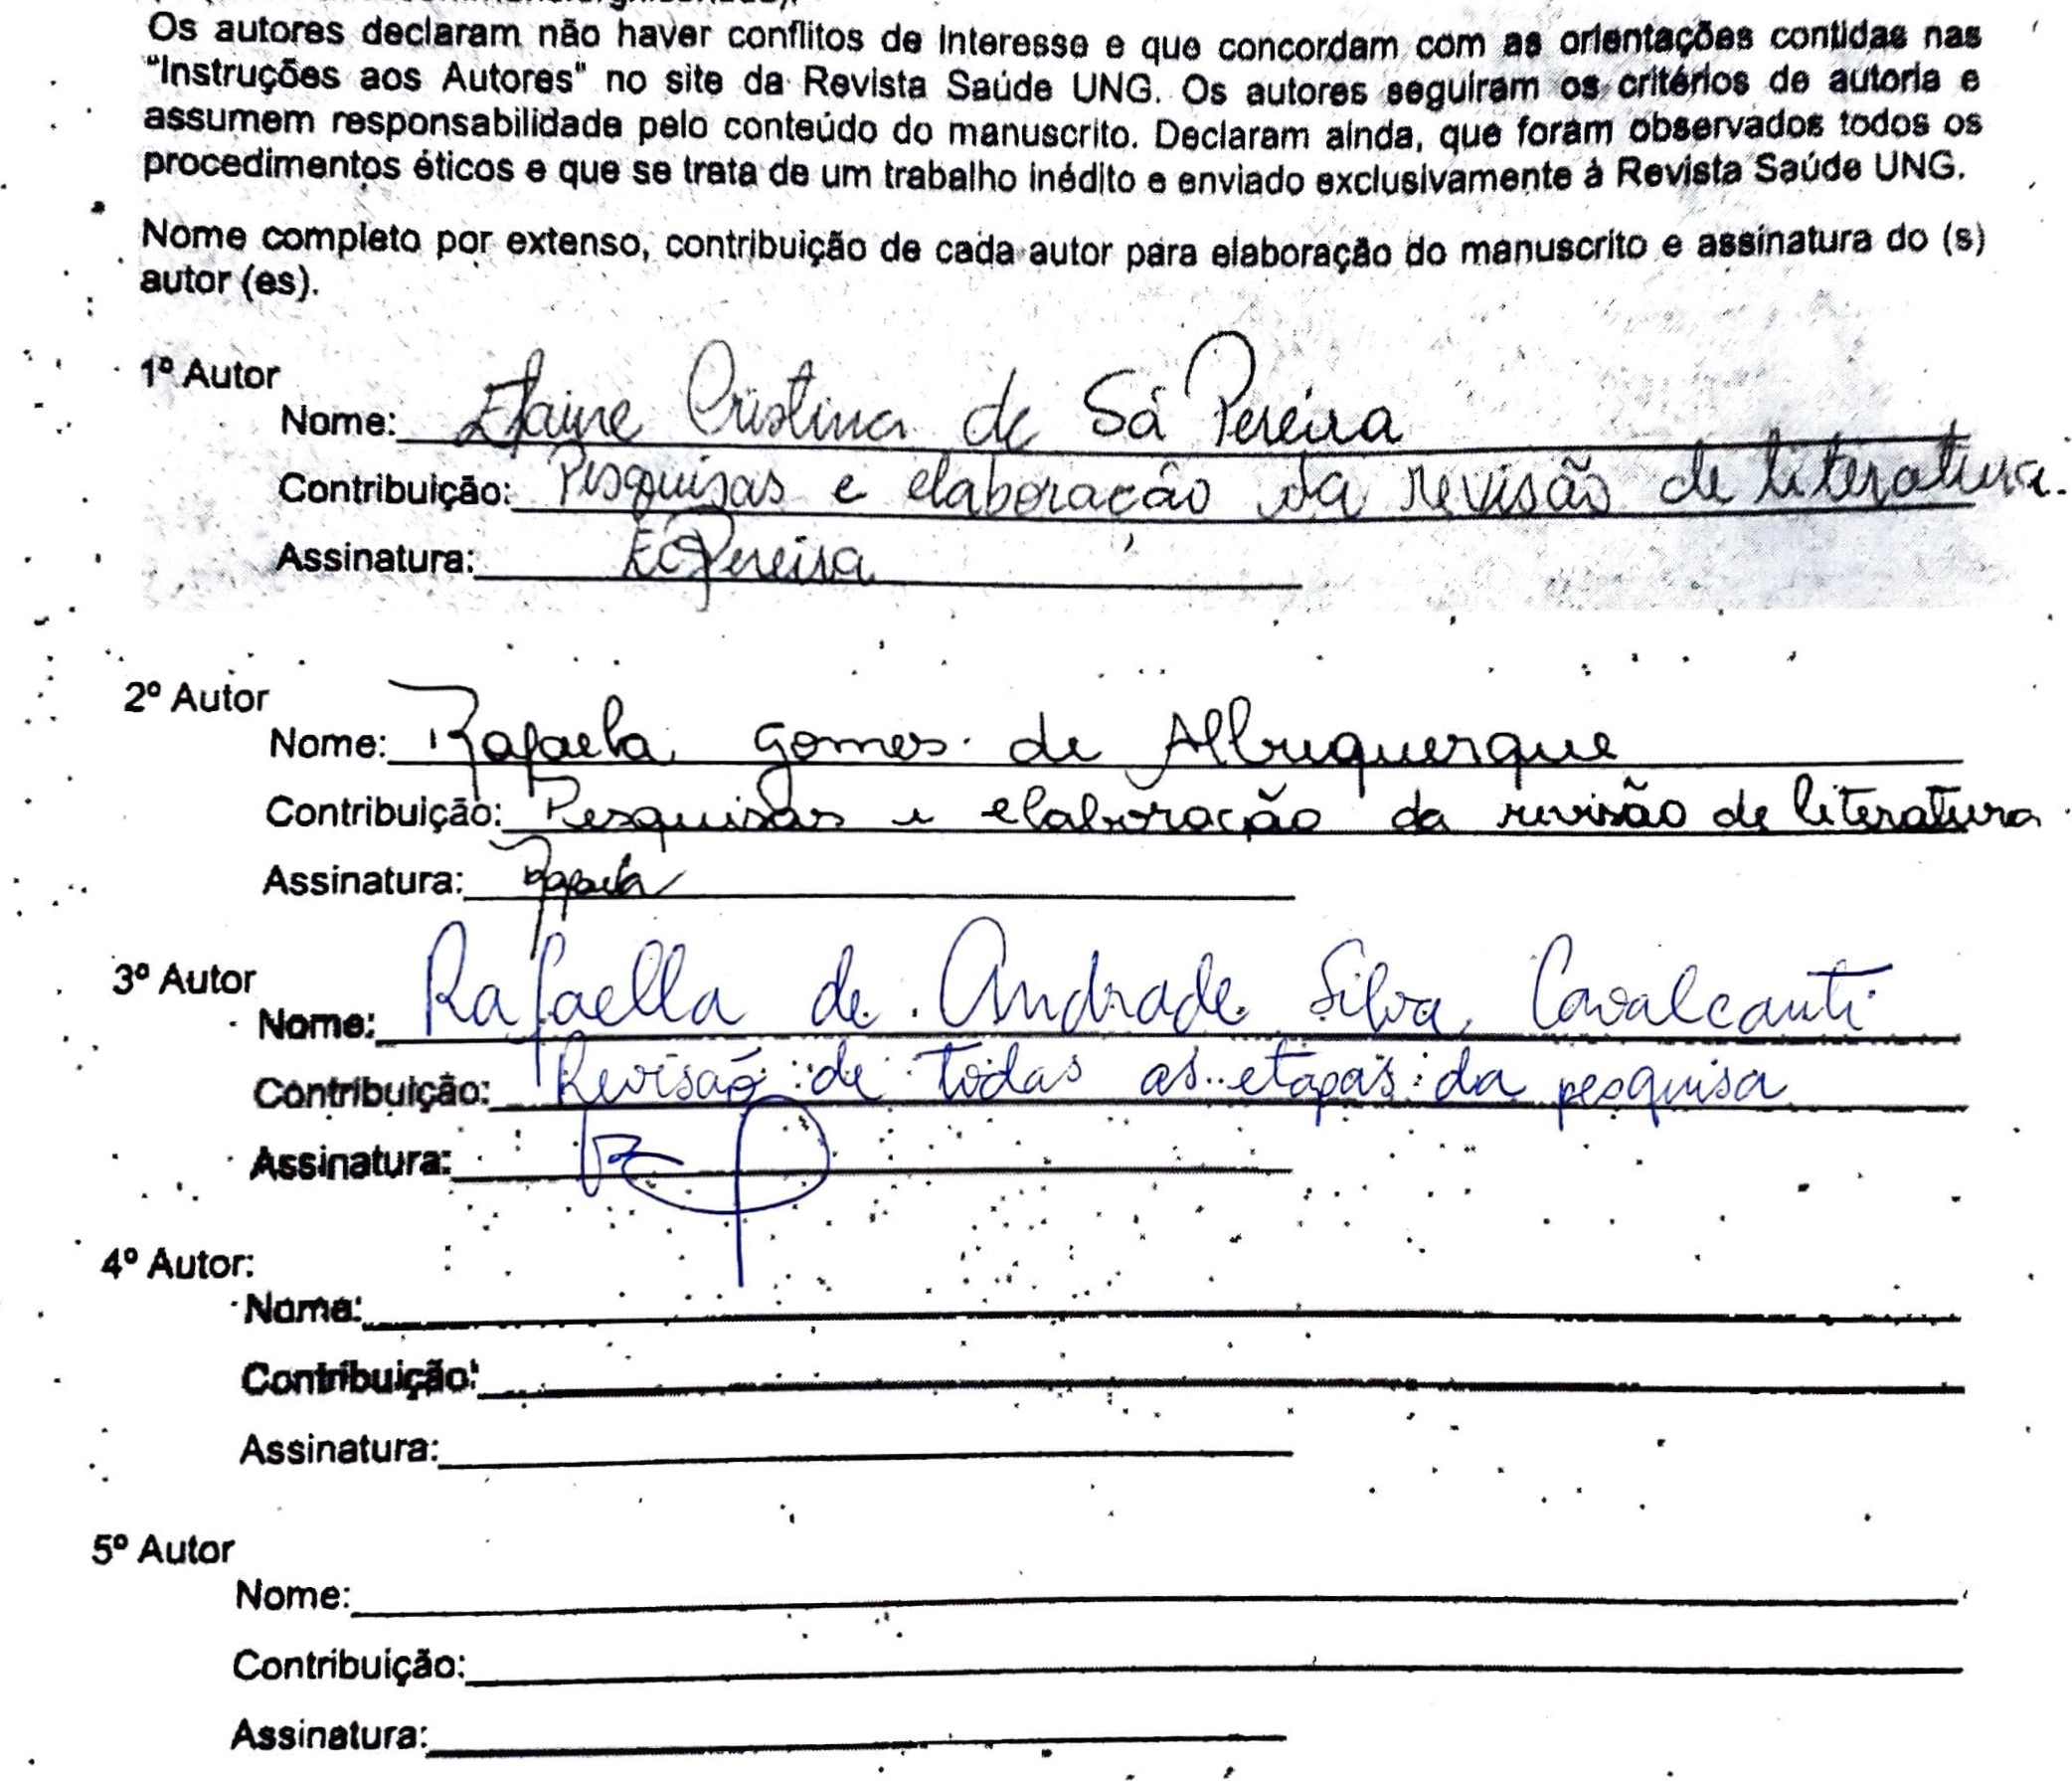 Os autores declaram não haver conflitos de interesse e que concordam com as orientações contidas nas
"Instruções aos Autores" no site da Revista Saúde UNG. Os autores seguiram os critérios de autoria e
assumem responsabilidade pelo conteúdo do manuscrito. Declaram ainda, que foram observados todos os
procedimentos éticos e que se trata de um trabalho inédito e enviado exclusivamente à Revista Saúde UNG.
Nome completo por extenso, contribuição de cada autor para elaboração do manuscrito e assinatura do (s)
autor (es).
1º Autor
Nome: Elaine Cristina de Sá Pereira
Contribuição: Pesquisas e elaboração da revisão de literatura.
Assinatura: ECSPereira
2º Autor
Nome: Rafaela Gomes de Albuquerque
Contribuição: Pesquisas e elaboração da revisão de literatura
Assinatura: Rafaela
3º Autor
Nome: Rafaella de Andrade Silva Cavalcanti
Contribuição: Revisão de todas as etapas da pesquisa
Assinatura:
4º Autor:
Nome:
Contribuição:
Assinatura:
5º Autor
Nome:
Contribuição:
Assinatura: